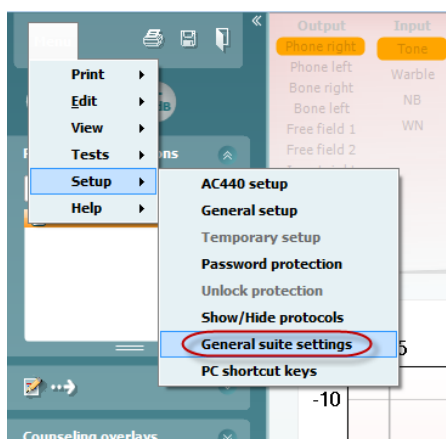 Output Input
Phone right Tone
Phone left Warble
Bone right NB
Bone left WN
Free field 1
Free field 2
Print
Edit
View
Tests
Setup
Help
ons
AC440 setup
General setup
Temporary setup
Password protection
Unlock protection
Show/Hide protocols
General suite settings
PC shortcut keys
5
-10
Counseling overlays